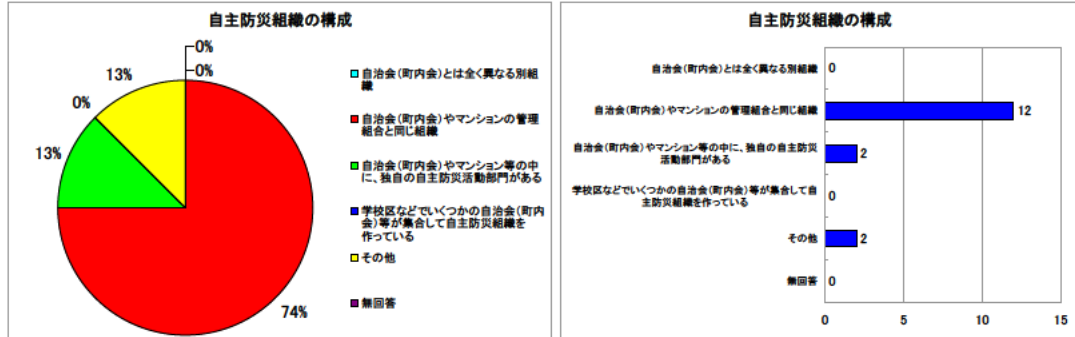 自主防災組織の構成
0%
0%
13%
0%
13%
74%
自治会(町内会)とは全く異なる別組
織
自治会(町内会)やマンションの管理
組合と同じ組織
自治会(町内会)やマンション等の中
に、独自の自主防災活動部門がある
学校区などでいくつかの自治会(町内
会)等が集合して自主防災組織を
作っている
その他
無回答
自主防災組織の構成
自治会(町内会)とは全く異なる別組織
0
自治会(町内会)やマンションの管理組合と同じ組織
12
自治会(町内会)やマンション等の中に、独自の自主防災
活動部門がある
2
学校区などでいくつかの自治会(町内会)等が集合して自
主防災組織を作っている
0
その他
2
無回答
0
0 5 10 15